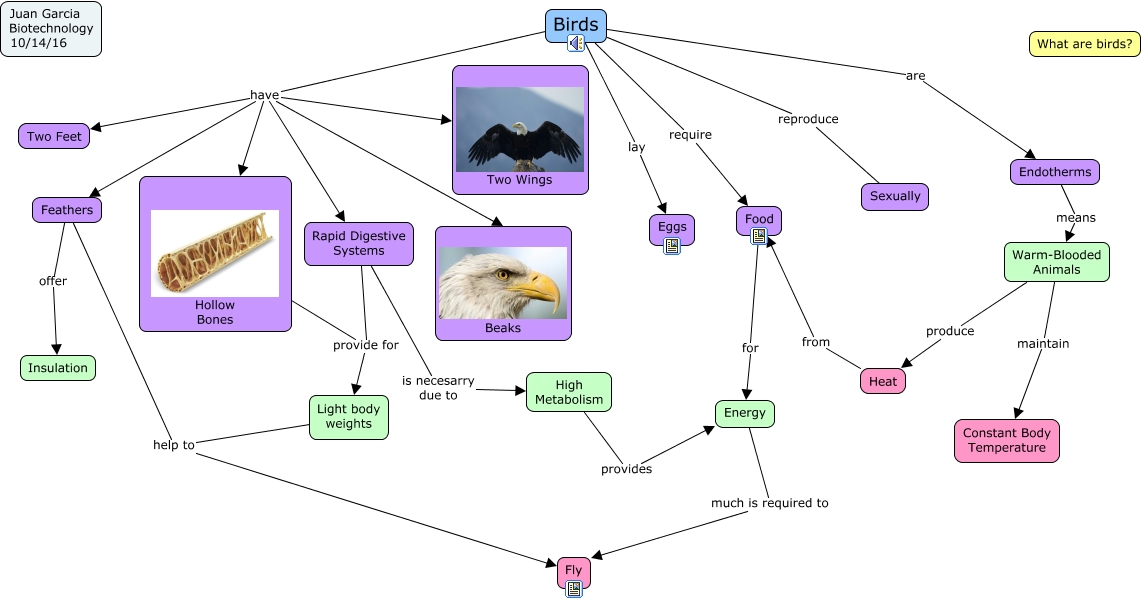 Juan Garcia
Biotechnology
10/14/16
Birds
What are birds?
have
are
Two Feet
Two Wings
lay
require
reproduce
Endotherms
Feathers
Hollow
Bones
Rapid Digestive
Systems
Beaks
Eggs
Food
Sexually
means
Warm-Blooded
Animals
offer
provide for
is necesarry
due to
for
from
produce
maintain
Insulation
Light body
weights
High
Metabolism
Energy
Heat
Constant Body
Temperature
help to
provides
much is required to
Fly